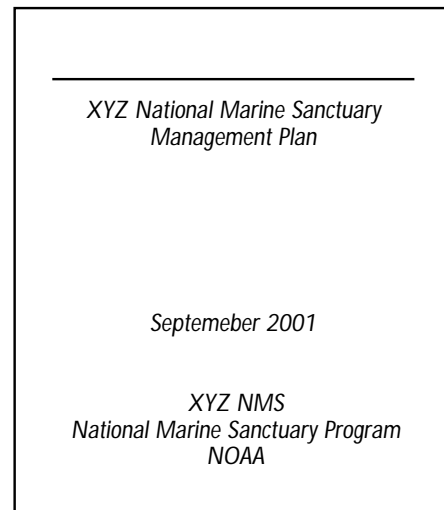 XYZ National Marine Sanctuary
Management Plan
Septemeber 2001
XYZ NMS
National Marine Sanctuary Program
NOAA